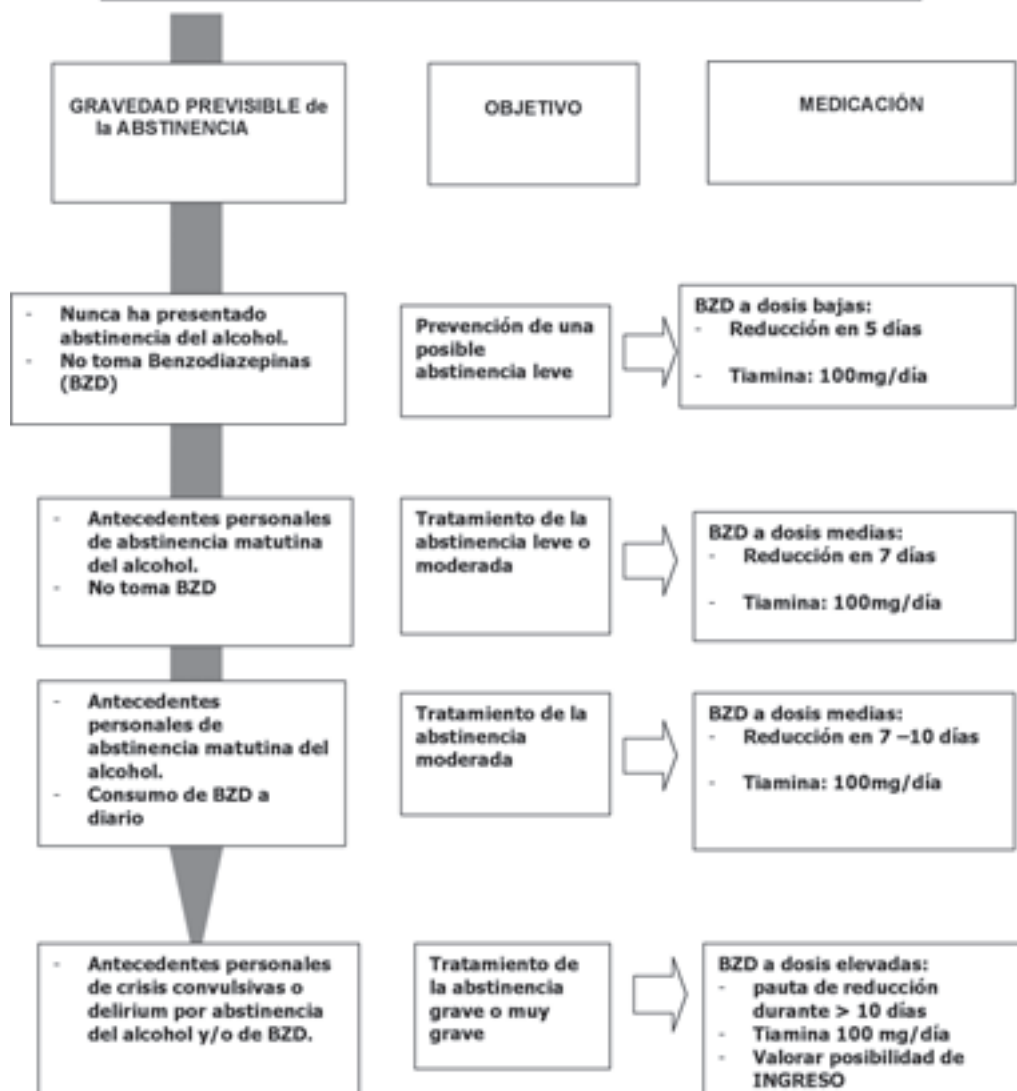 GRAVEDAD PREVISIBLE de
la ABSTINENCIA
OBJETIVO
MEDICACIÓN
- Nunca ha presentado
abstinencia del alcohol.
- No toma Benzodiazepinas
(BZD)
Prevención de una
posible
abstinencia leve
BZD a dosis bajas:
- Reducción en 5 días
- Tiamina: 100mg/día
- Antecedentes personales
de abstinencia matutina
del alcohol.
- No toma BZD
Tratamiento de la
abstinencia leve o
moderada
BZD a dosis medias:
- Reducción en 7 días
- Tiamina: 100mg/día
- Antecedentes
personales de
abstinencia matutina del
alcohol.
- Consumo de BZD a
diario
Tratamiento de la
abstinencia
moderada
BZD a dosis medias:
- Reducción en 7 –10 días
- Tiamina: 100mg/día
- Antecedentes personales
de crisis convulsivas o
delirium por abstinencia
del alcohol y/o de BZD.
Tratamiento de
la abstinencia
grave o muy
grave
BZD a dosis elevadas:
- pauta de reducción
durante > 10 días
- Tiamina 100 mg/día
- Valorar posibilidad de
INGRESO